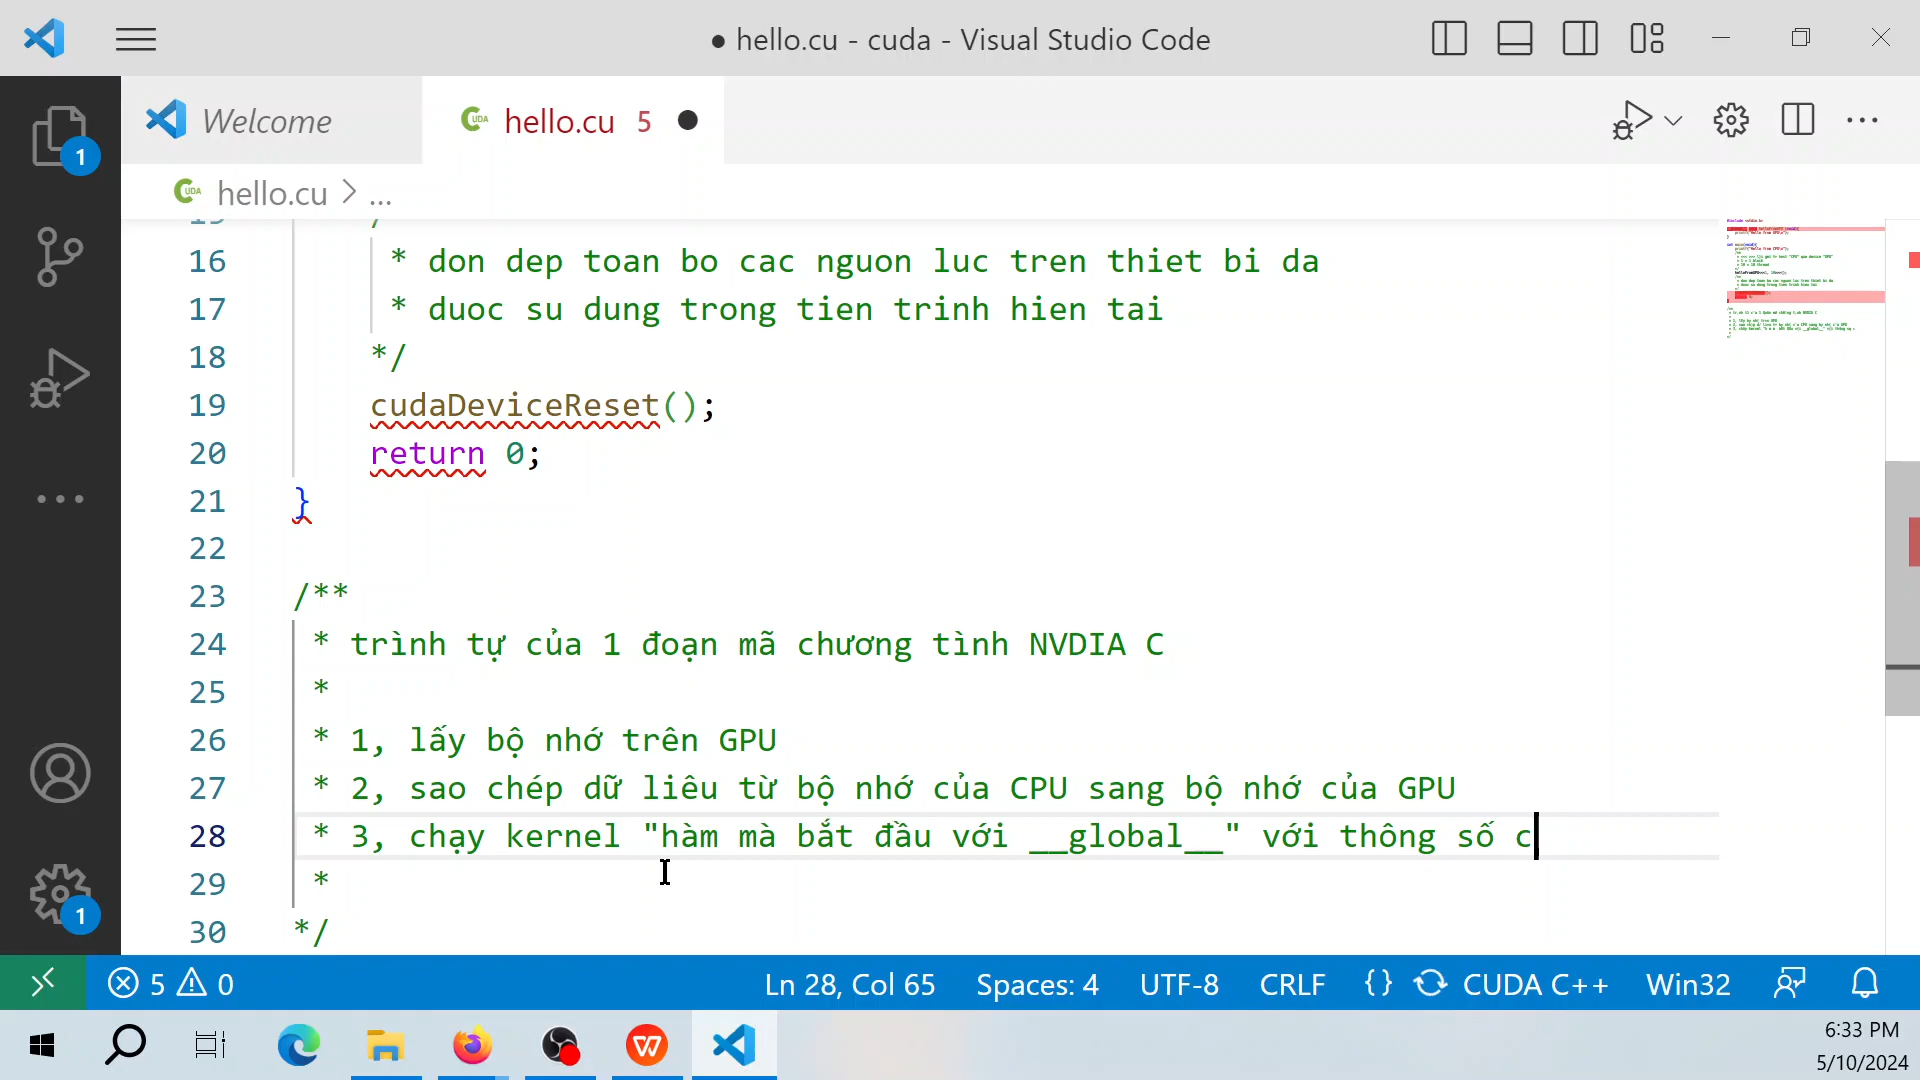 ● hello.cu - cuda - Visual Studio Code
Welcome
CUDA hello.cu 5 ●
CUDA hello.cu > ...
16 * don dep toan bo cac nguon luc tren thiet bi da
17 * duoc su dung trong tien trinh hien tai
18 */
19 cudaDeviceReset();
20 return 0;
21 }
22
23 /**
24 * trình tự của 1 đoạn mã chương tình NVDIA C
25 *
26 * 1, lấy bộ nhớ trên GPU
27 * 2, sao chép dữ liêu từ bộ nhớ của CPU sang bộ nhớ của GPU
28 * 3, chạy kernel "hàm mà bắt đầu với __global__" với thông số c
29 *
30 */
1
1
5 0 Ln 28, Col 65 Spaces: 4 UTF-8 CRLF {} CUDA C++ Win32
6:33 PM
5/10/2024